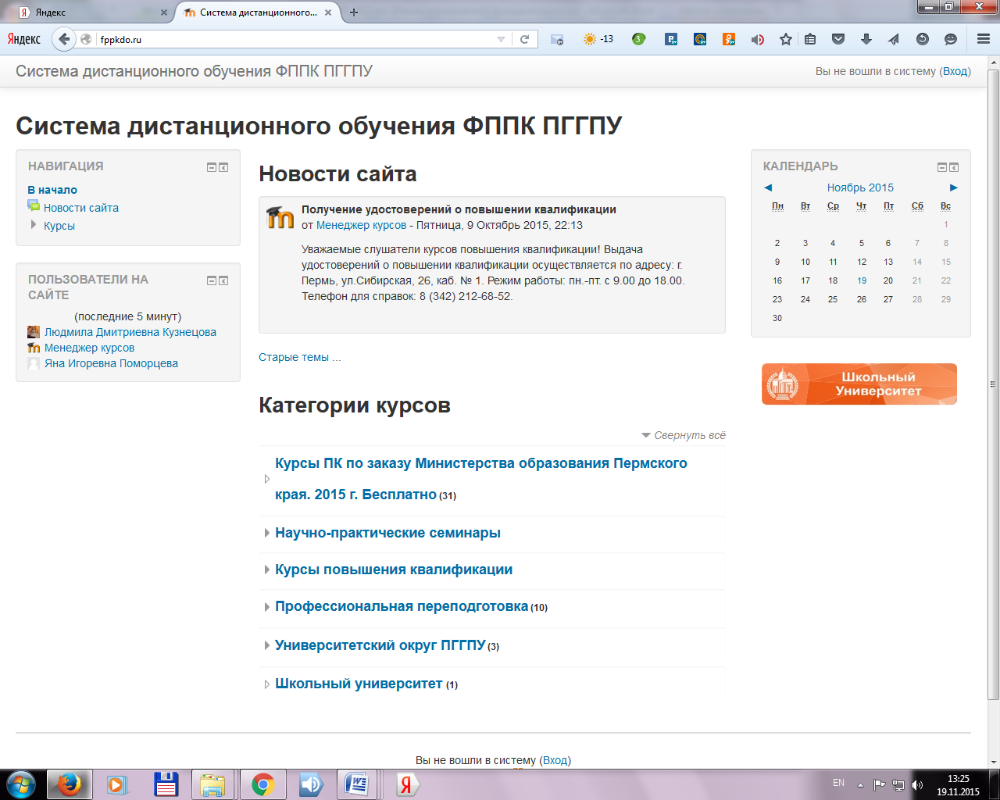 Яндекс
Система дистанционного...
Яндекс
fppkdo.ru
-13
3
Система дистанционного обучения ФППК ПГГПУ
Вы не вошли в систему (Вход)
Система дистанционного обучения ФППК ПГГПУ
НАВИГАЦИЯ
В начало
Новости сайта
Курсы
ПОЛЬЗОВАТЕЛИ НА
САЙТЕ
(последние 5 минут)
Людмила Дмитриевна Кузнецова
Менеджер курсов
Яна Игоревна Поморцева
Новости сайта
Получение удостоверений о повышении квалификации
от Менеджер курсов - Пятница, 9 Октябрь 2015, 22:13
Уважаемые слушатели курсов повышения квалификации! Выдача
удостоверений о повышении квалификации осуществляется по адресу: г.
Пермь, ул.Сибирская, 26, каб. № 1. Режим работы: пн.-пт. с 9.00 до 18.00.
Телефон для справок: 8 (342) 212-68-52.
Старые темы ...
Категории курсов
Свернуть всё
Курсы ПК по заказу Министерства образования Пермского
края. 2015 г. Бесплатно (31)
Научно-практические семинары
Курсы повышения квалификации
Профессиональная переподготовка (10)
Университетский округ ПГГПУ (3)
Школьный университет (1)
КАЛЕНДАРЬ
Ноябрь 2015
Пн Вт Ср Чт Пт Сб Вс
1
2 3 4 5 6 7 8
9 10 11 12 13 14 15
16 17 18 19 20 21 22
23 24 25 26 27 28 29
30
Школьный
Университет
Вы не вошли в систему (Вход)
EN
13:25
19.11.2015